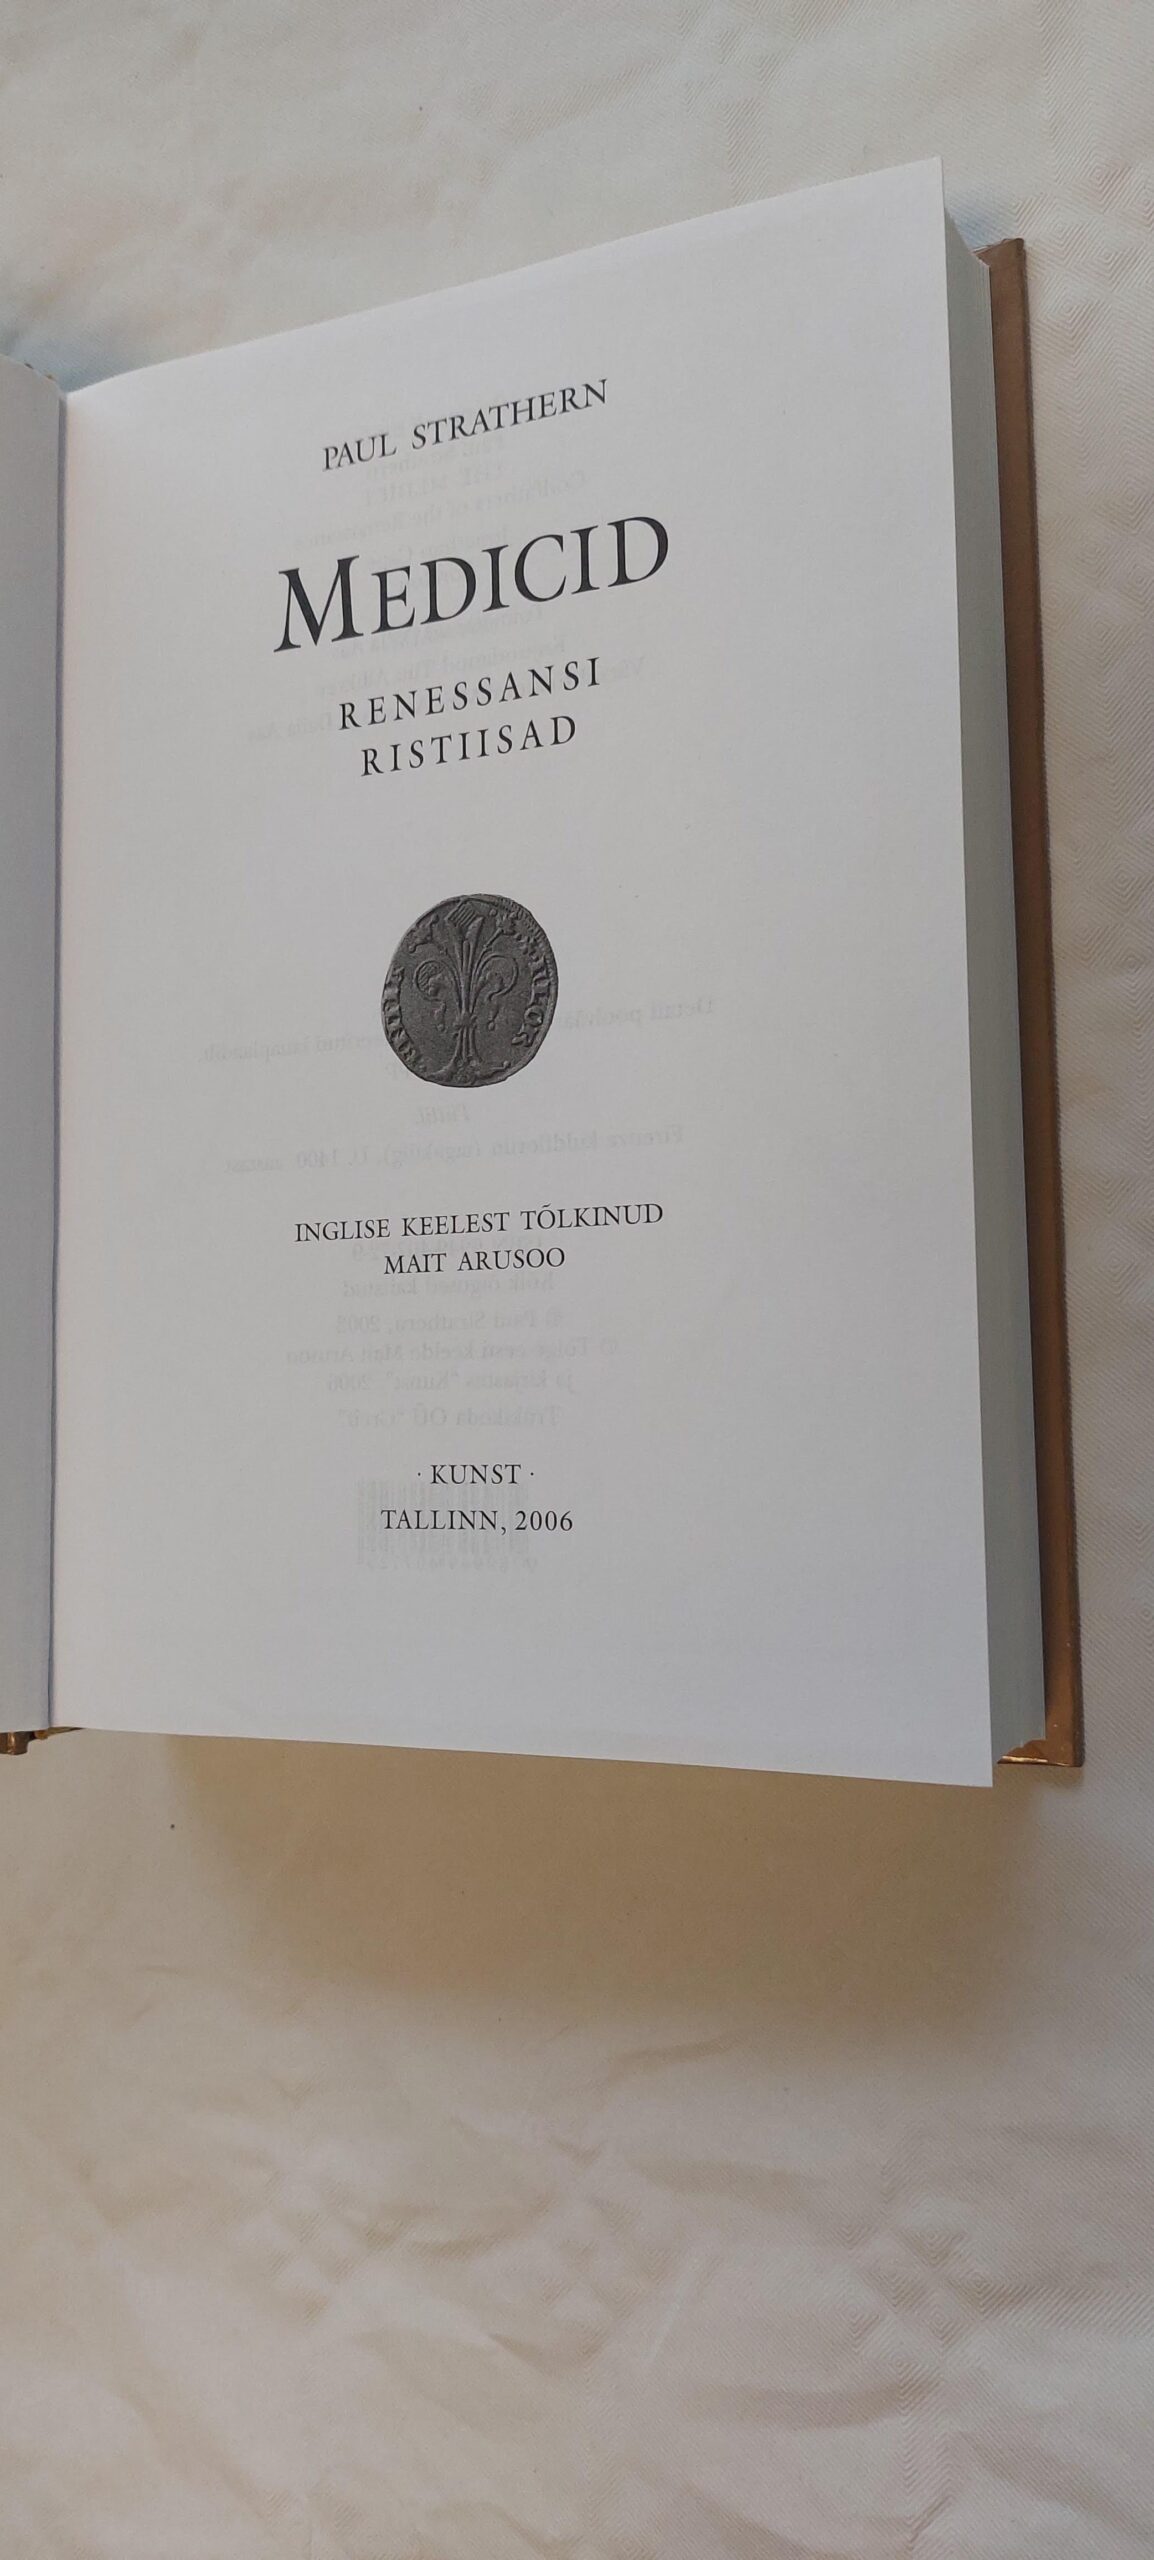 PAUL STRATHERN
MEDICID
RENESSANSI
RISTIISAD
INGLISE KEELEST TÕLKINUD
MAIT ARUSOO
· KUNST ·
TALLINN, 2006